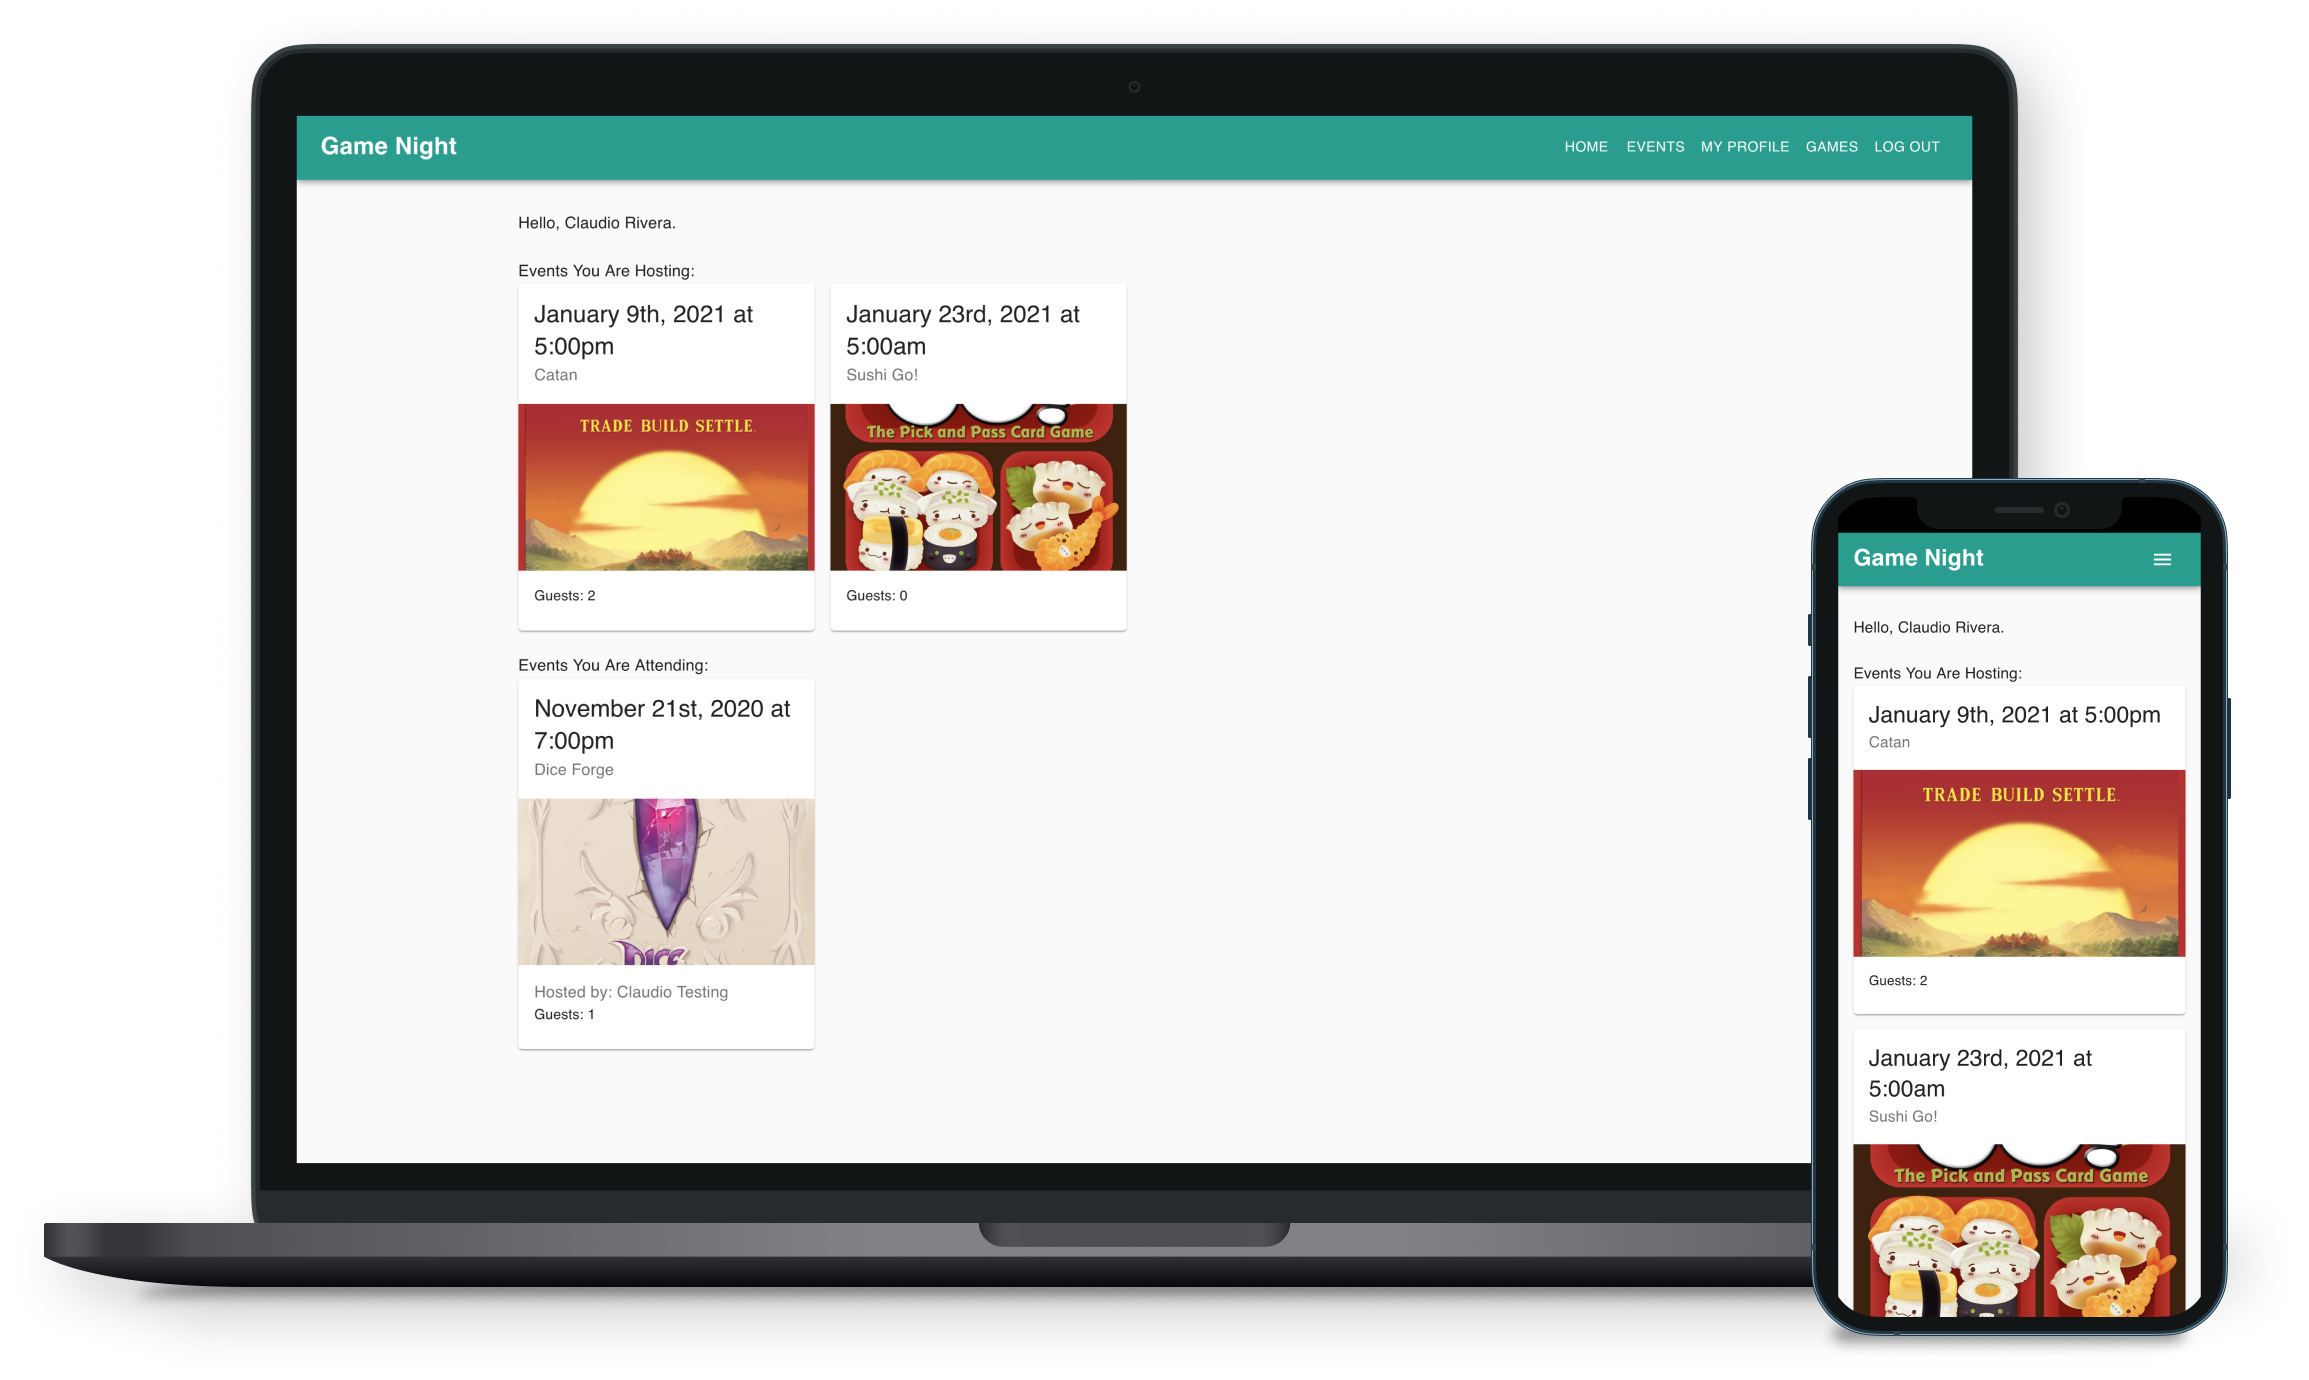 Game Night
HOME EVENTS MY PROFILE GAMES LOG OUT
Hello, Claudio Rivera.
Events You Are Hosting:
January 9th, 2021 at
5:00pm
Catan
TRADE BUILD SETTLE
Guests: 2
January 23rd, 2021 at
5:00am
Sushi Go!
The Pick and Pass Card Game
Guests: 0
Events You Are Attending:
November 21st, 2020 at
7:00pm
Dice Forge
DICE
Hosted by: Claudio Testing
Guests: 1
Game Night
Hello, Claudio Rivera.
Events You Are Hosting:
January 9th, 2021 at 5:00pm
Catan
TRADE BUILD SETTLE
Guests: 2
January 23rd, 2021 at
5:00am
Sushi Go!
The Pick and Pass Card Game